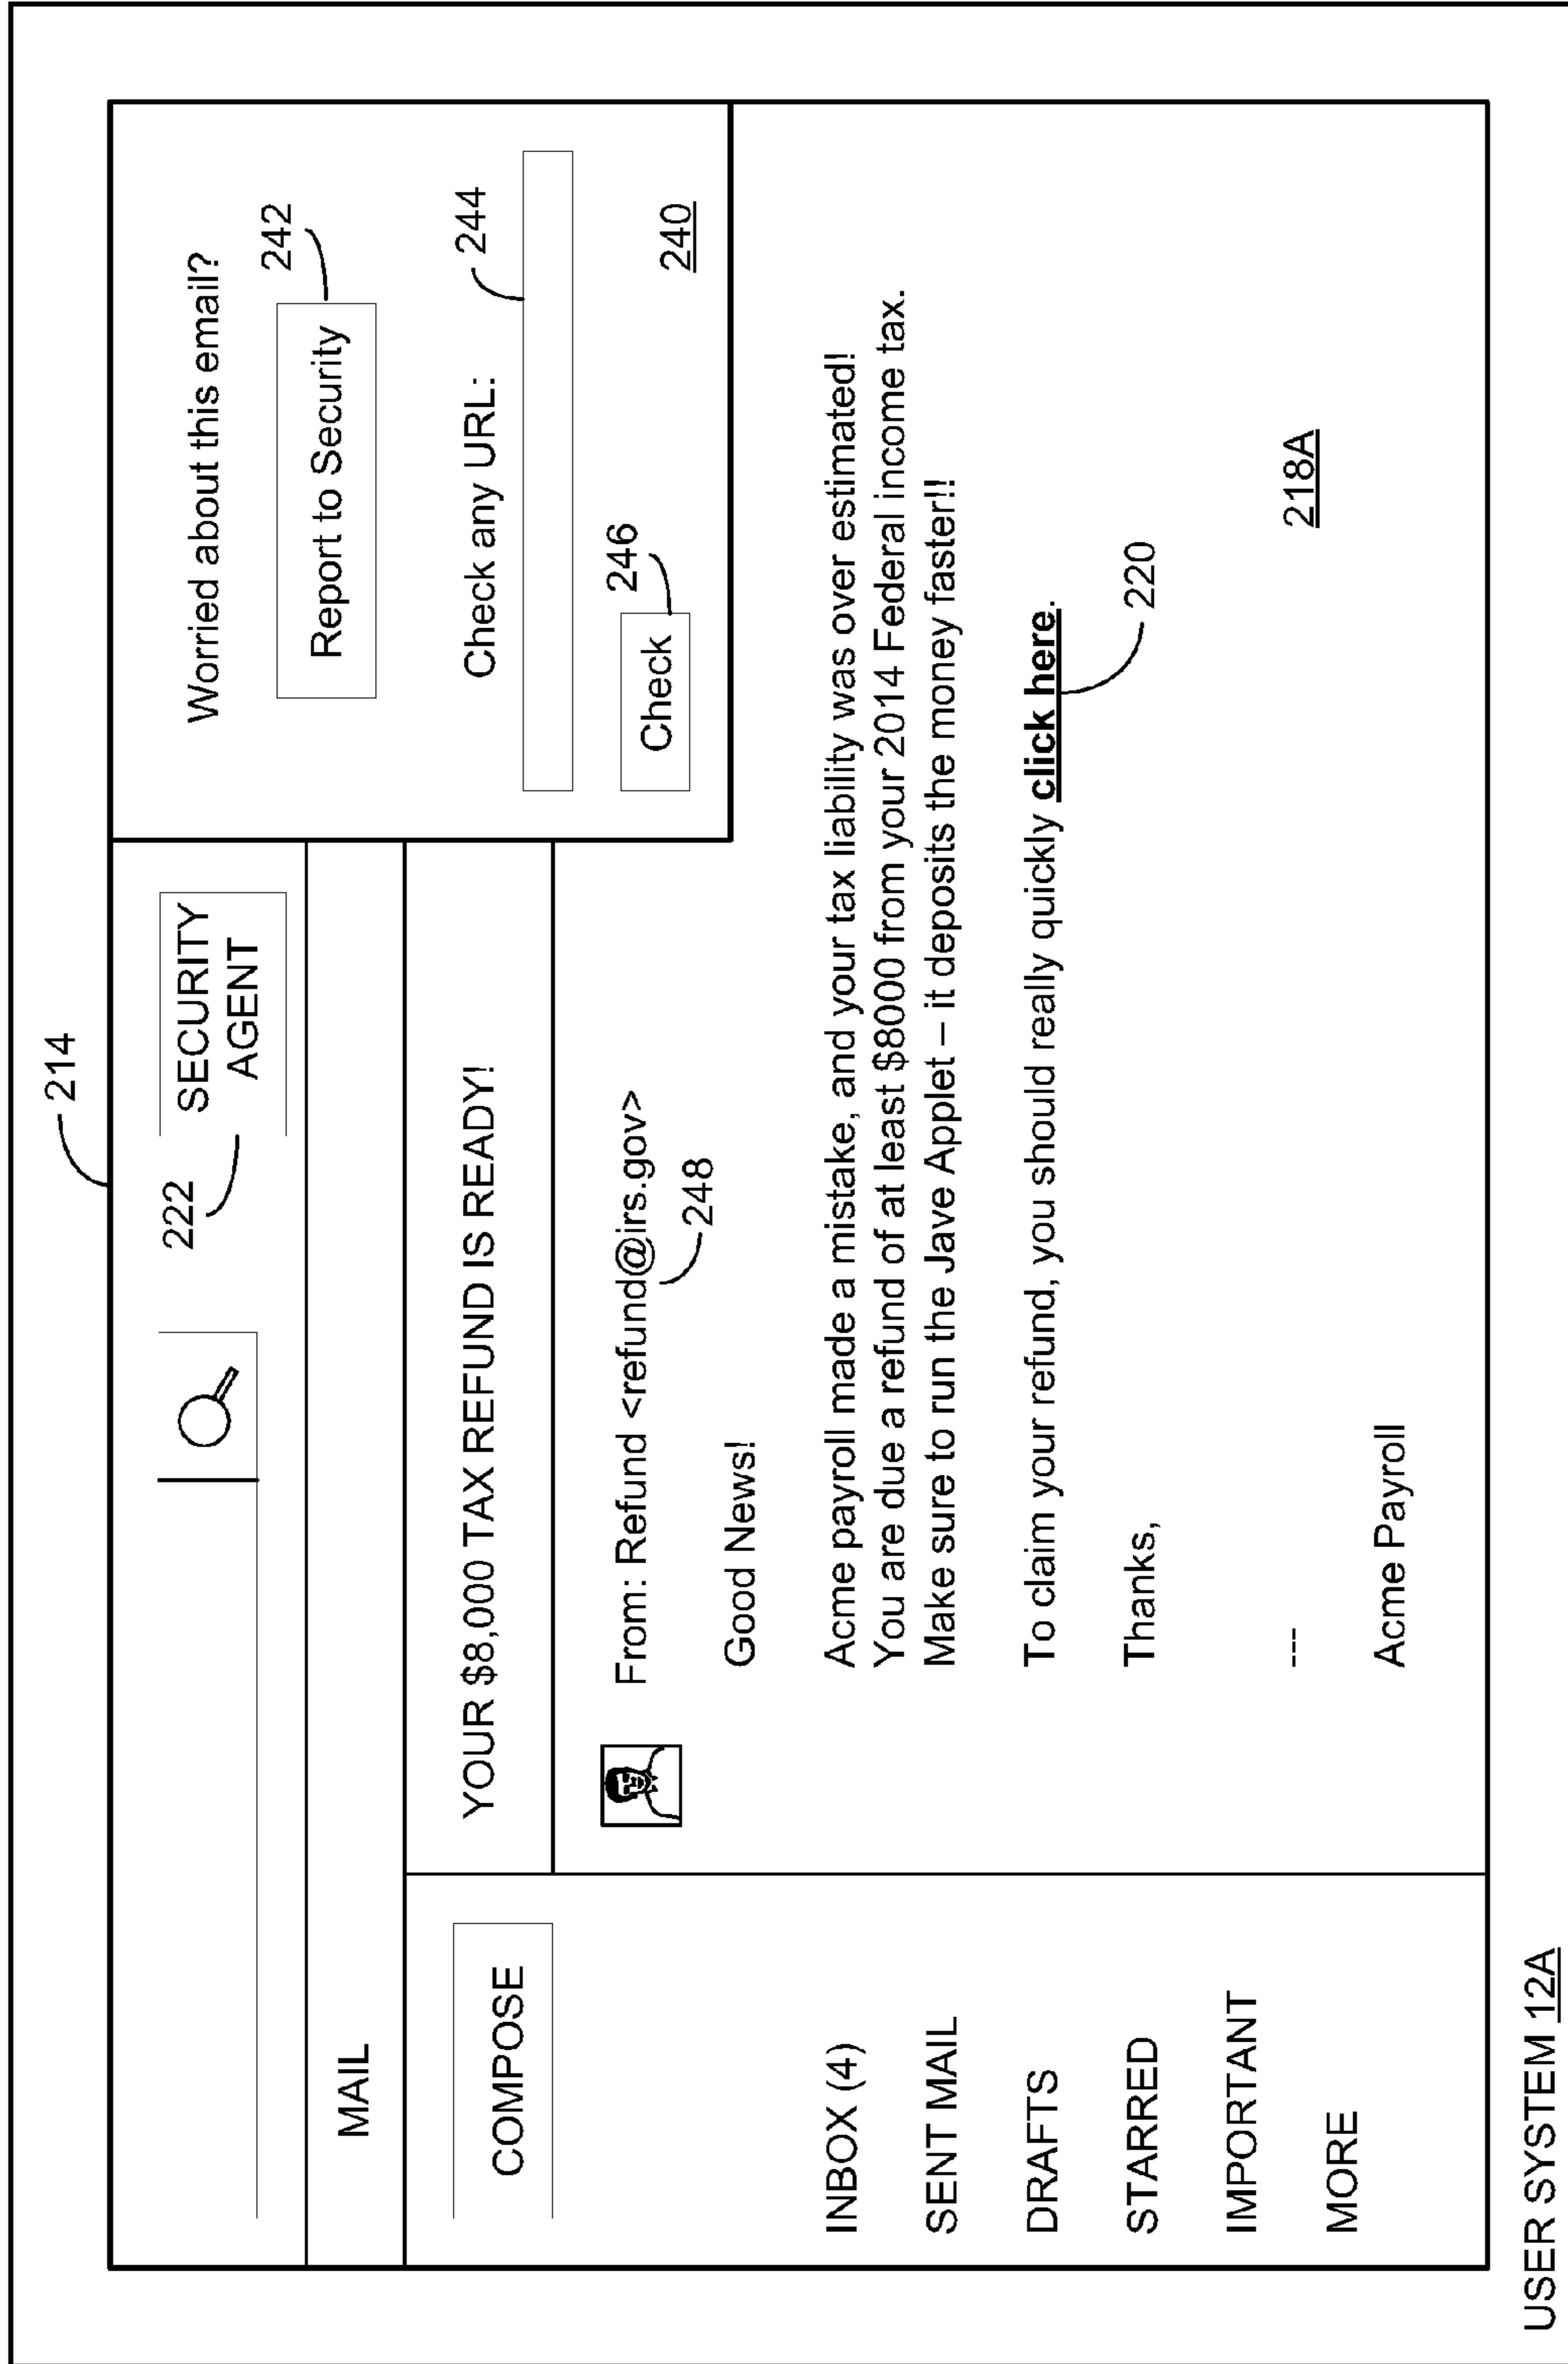 214
222
SECURITY
AGENT
Worried about this email?
242
Report to Security
Check any URL:
244
246
Check
240
MAIL
COMPOSE
INBOX (4)
SENT MAIL
DRAFTS
STARRED
IMPORTANT
MORE
YOUR $8,000 TAX REFUND IS READY!
From: Refund <refund@irs.gov>
248
Good News!
Acme payroll made a mistake, and your tax liability was over estimated!
You are due a refund of at least $8000 from your 2014 Federal income tax.
Make sure to run the Jave Applet – it deposits the money faster!!
To claim your refund, you should really quickly click here.
220
Thanks,
---
218A
Acme Payroll
USER SYSTEM 12A